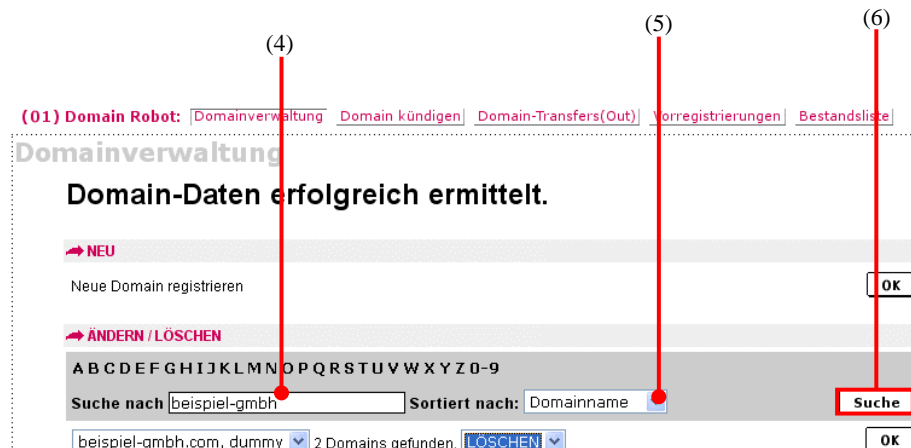 (4) (5) (6)
(01) Domain Robot: Domainverwaltung Domain kündigen Domain-Transfers(Out) Vorregistrierungen Bestandsliste
Domainverwaltung
Domain-Daten erfolgreich ermittelt.
NEU
Neue Domain registrieren OK
ÄNDERN / LÖSCHEN
A B C D E F G H I J K L M N O P Q R S T U V W X Y Z 0-9
Suche nach beispiel-gmbh Sortiert nach: Domainname Suche
beispiel-gmbh.com, dummy 2 Domains gefunden. LÖSCHEN OK